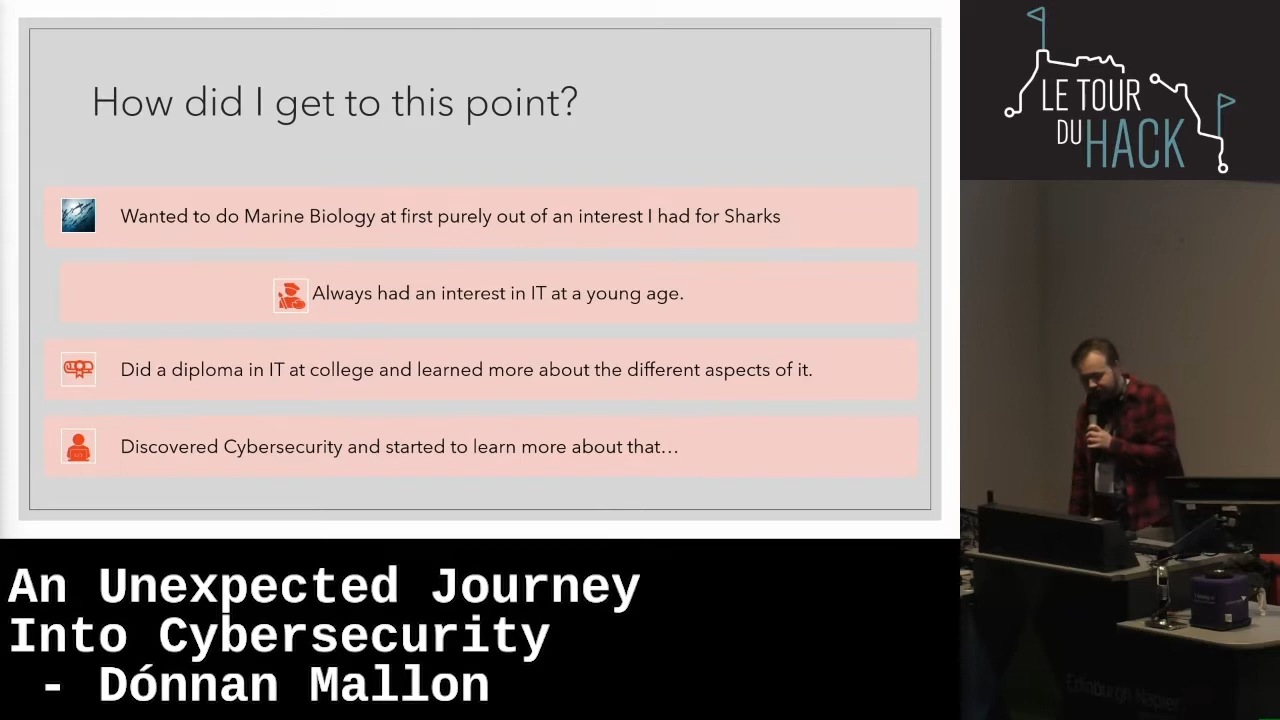 How did I get to this point?
Wanted to do Marine Biology at first purely out of an interest I had for Sharks
Always had an interest in IT at a young age.
Did a diploma in IT at college and learned more about the different aspects of it.
Discovered Cybersecurity and started to learn more about that…
An Unexpected Journey
Into Cybersecurity
- Dónnan Mallon
LE TOUR
DU HACK
Edinburgh Napier